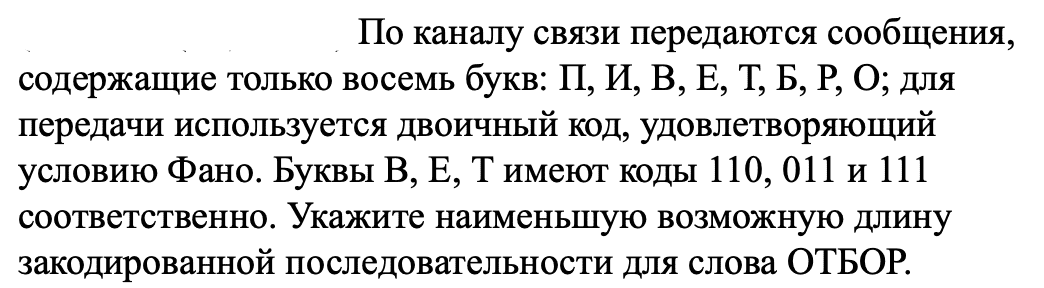 По каналу связи передаются сообщения,
содержащие только восемь букв: П, И, В, Е, Т, Б, Р, О; для
передачи используется двоичный код, удовлетворяющий
условию Фано. Буквы В, Е, Т имеют коды 110, 011 и 111
соответственно. Укажите наименьшую возможную длину
закодированной последовательности для слова ОТБОР.